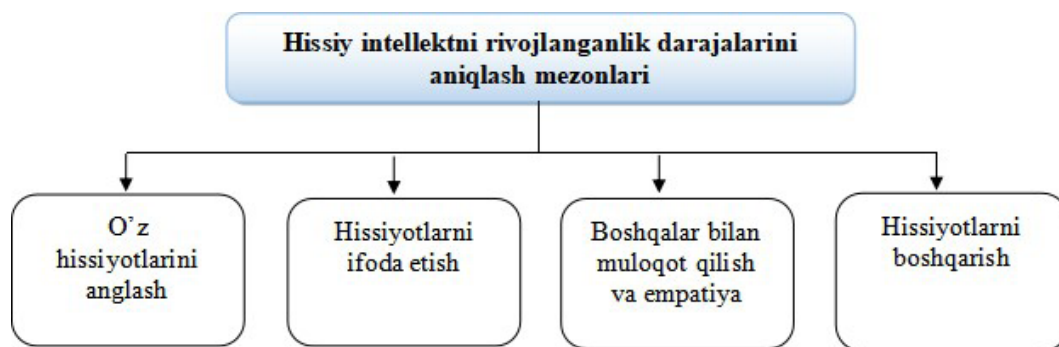 Hissiy intellektni rivojlanganlik darajalarini
aniqlash mezonlari
O’z
hissiyotlarini
anglash
Hissiyotlarni
ifoda etish
Boshqalar bilan
muloqot qilish
va empatiya
Hissiyotlarni
boshqarish